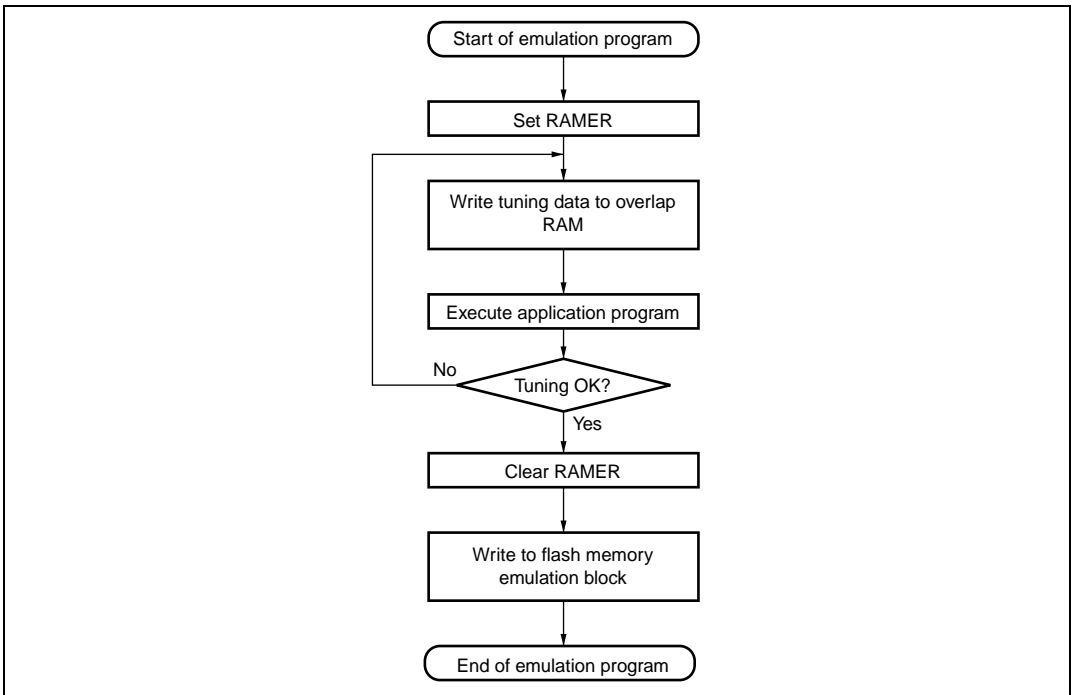 Start of emulation program
Set RAMER
Write tuning data to overlap
RAM
Execute application program
No
Tuning OK?
Yes
Clear RAMER
Write to flash memory
emulation block
End of emulation program